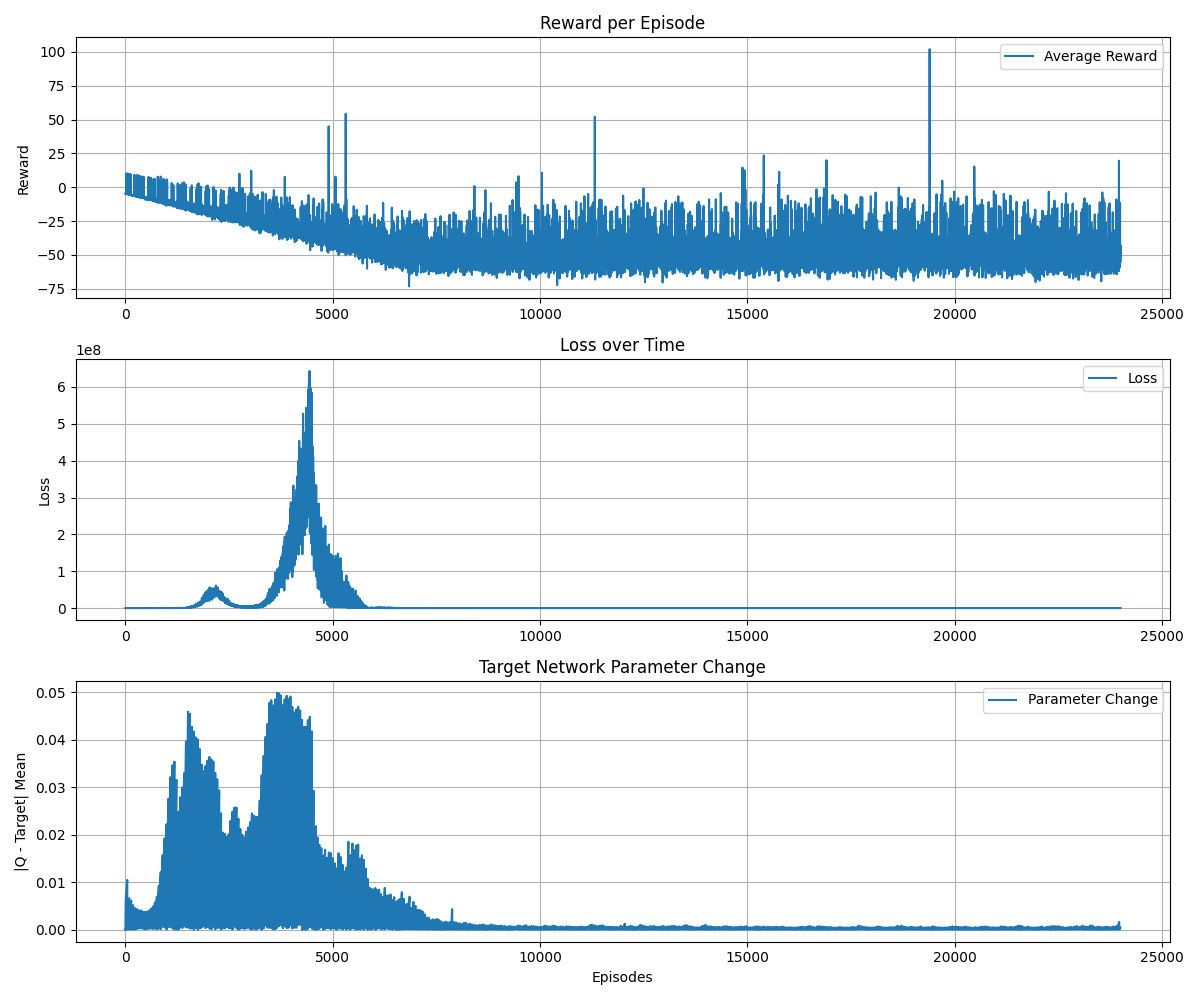 Reward per Episode
Reward
100
75
50
25
0
−25
−50
−75
Average Reward
0 5000 10000 15000 20000 25000
Loss over Time
1e8
Loss
6
5
4
3
2
1
0
Loss
0 5000 10000 15000 20000 25000
Target Network Parameter Change
|Q - Target| Mean
0.05
0.04
0.03
0.02
0.01
0.00
Parameter Change
0 5000 10000 15000 20000 25000
Episodes